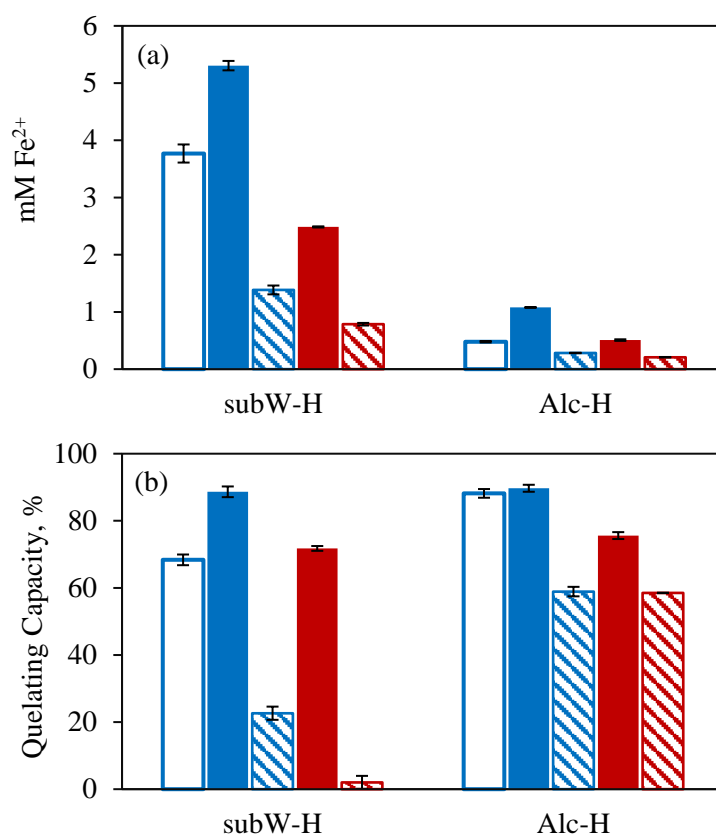 6
(a)
5
4
3
2
1
0
mM Fe²⁺
subW-H Alc-H
100
(b)
80
60
40
20
0
Quelating Capacity, %
subW-H Alc-H